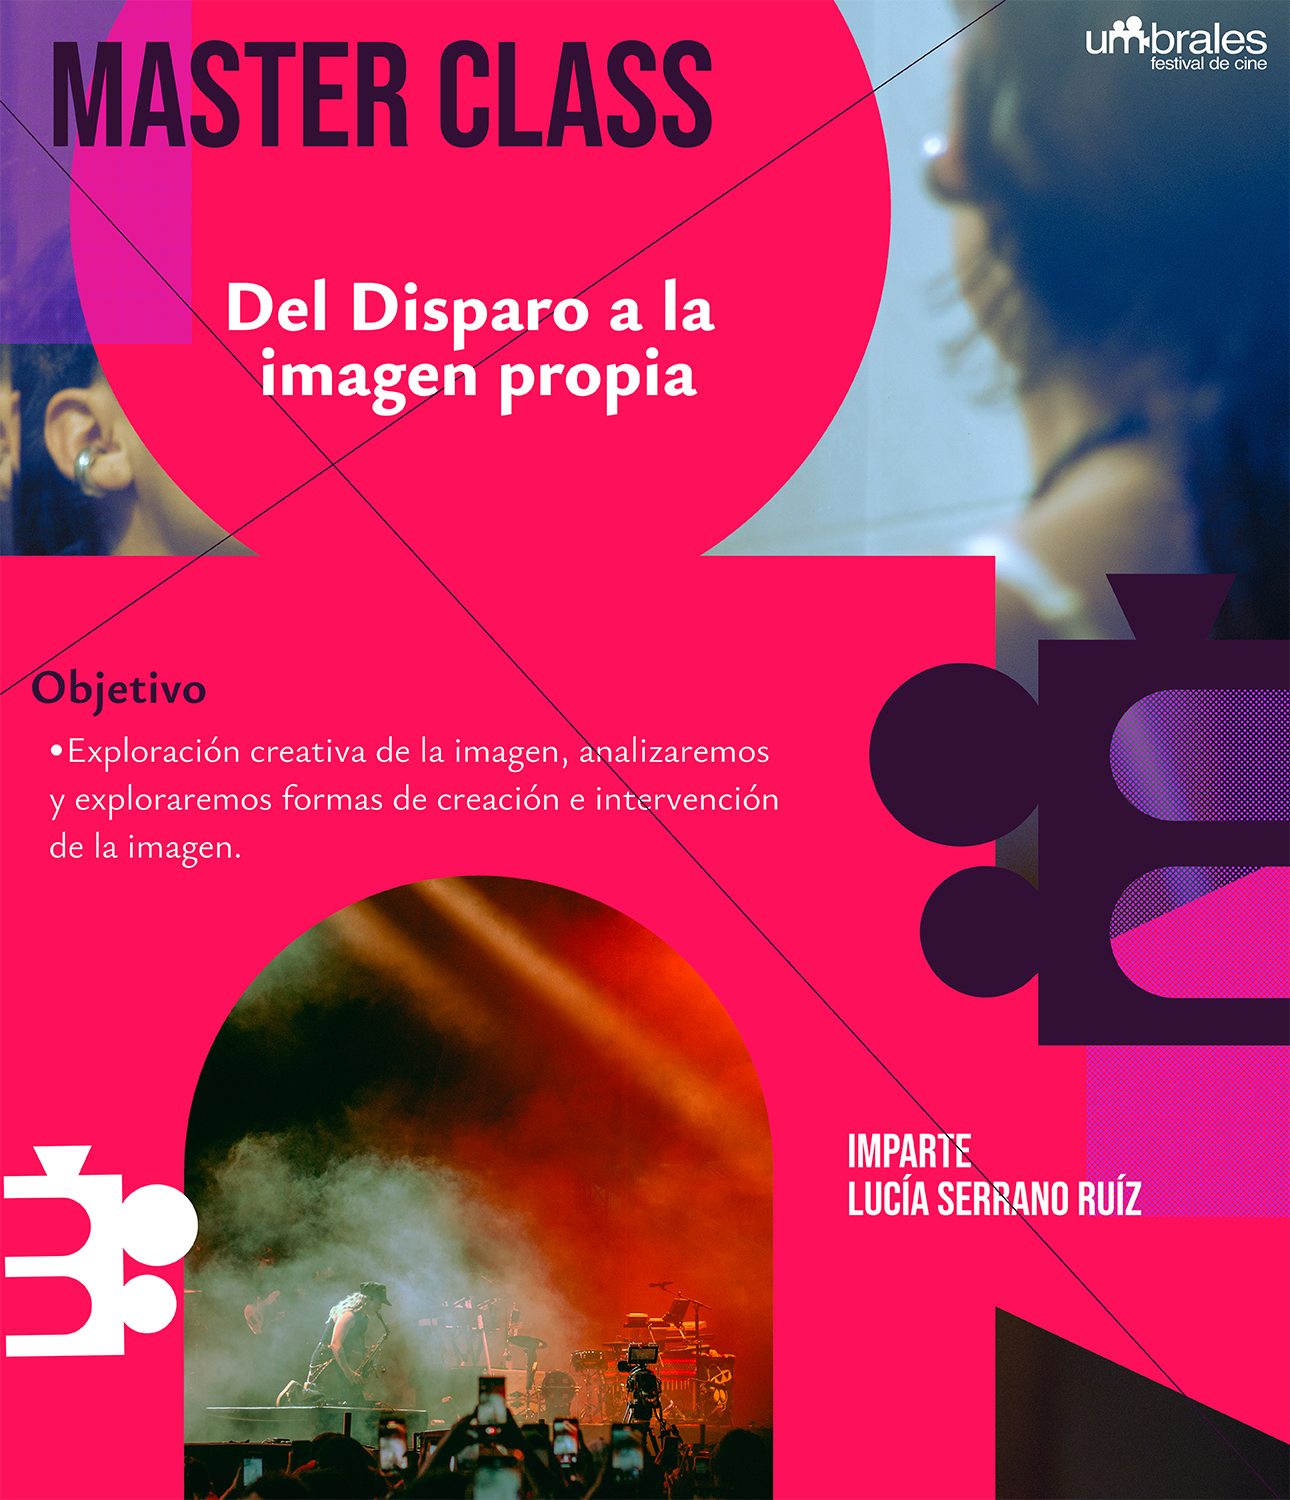 MASTER CLASS
umbrales
festival de cine
Del Disparo a la
imagen propia
Objetivo
•Exploración creativa de la imagen, analizaremos
y exploraremos formas de creación e intervención
de la imagen.
IMPARTE
LUCÍA SERRANO RUÍZ